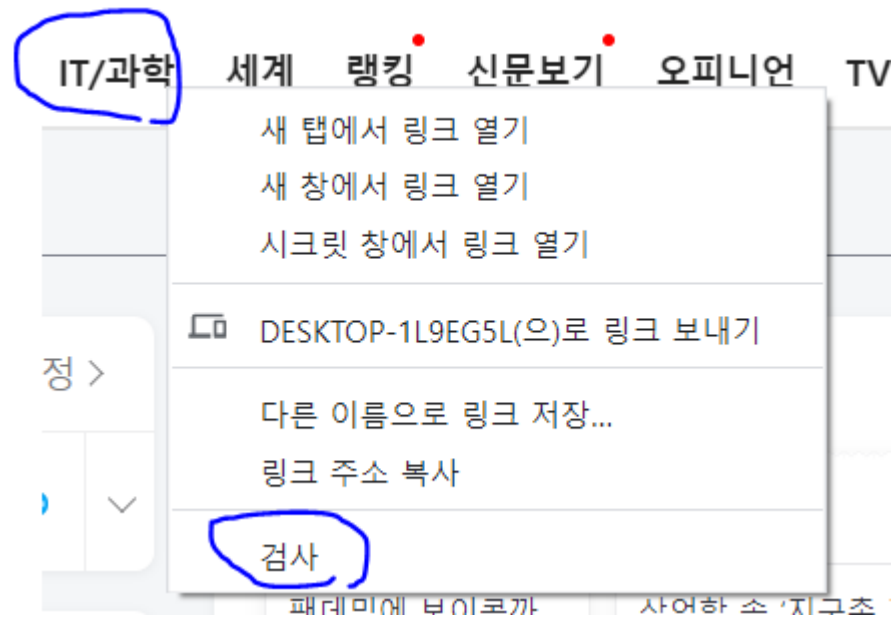 IT/과학 세계 랭킹 신문보기 오피니언 TV
새 탭에서 링크 열기
새 창에서 링크 열기
시크릿 창에서 링크 열기
DESKTOP-1L9EG5L(으)로 링크 보내기
정 >
다른 이름으로 링크 저장...
링크 주소 복사
검사